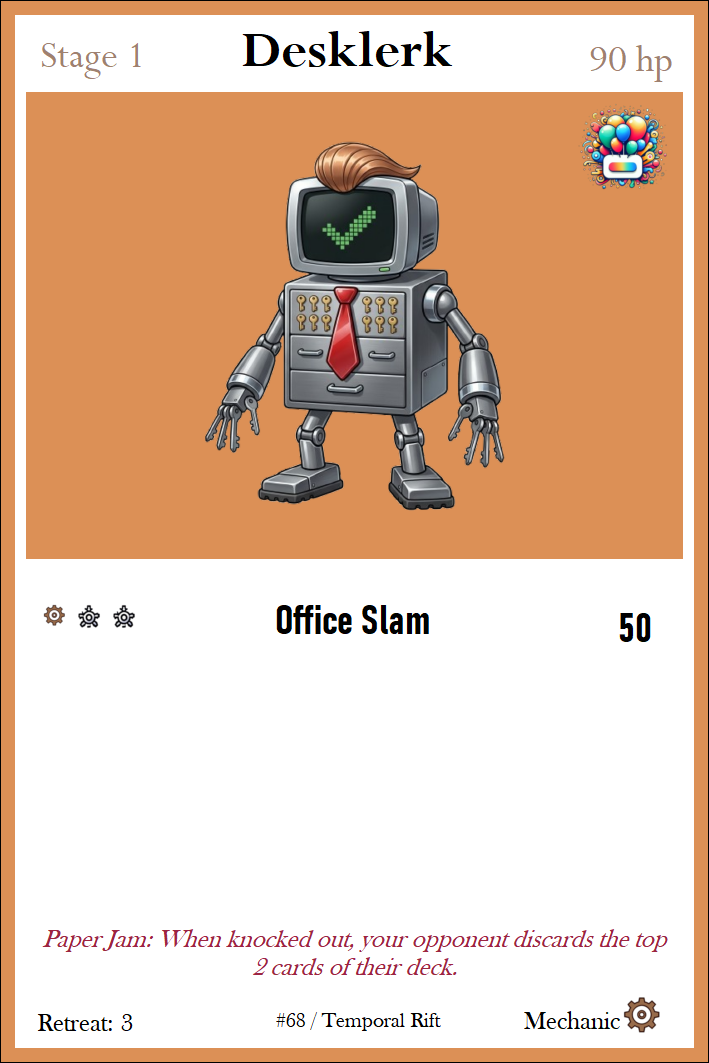 Stage 1
Desklerk
90 hp
Office Slam
50
Paper Jam: When knocked out, your opponent discards the top
2 cards of their deck.
Retreat: 3
#68 / Temporal Rift
Mechanic